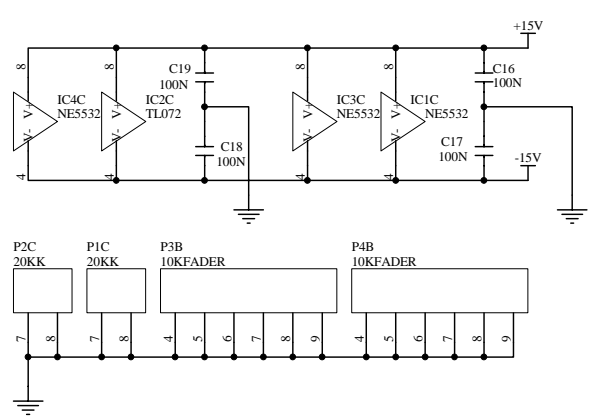 +15V
8
8
8
8
C19
100N
C16
100N
IC4C
NE5532
IC2C
TL072
IC3C
NE5532
IC1C
NE5532
V+
V+
V+
V+
V-
V-
V-
V-
C18
100N
C17
100N
-15V
4
4
4
4
P2C
20KK
P1C
20KK
P3B
10KFADER
P4B
10KFADER
7
8
7
8
4
5
6
7
8
9
4
5
6
7
8
9